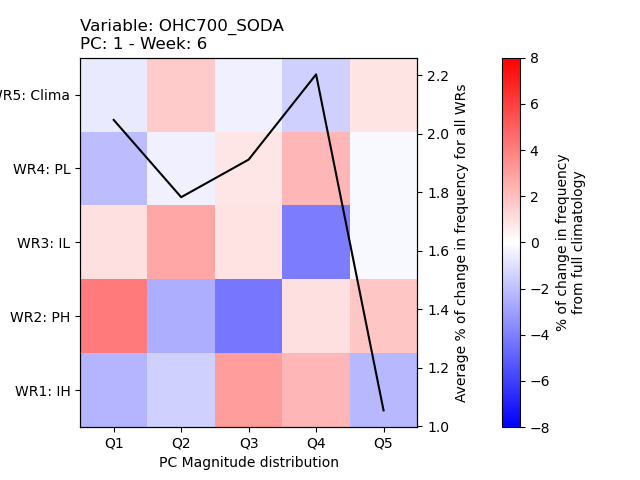 Variable: OHC700_SODA
PC: 1 - Week: 6
WR5: Clima
WR4: PL
WR3: IL
WR2: PH
WR1: IH
Q1 Q2 Q3 Q4 Q5
PC Magnitude distribution
2.2
2.0
1.8
1.6
1.4
1.2
1.0
Average % of change in frequency for all WRs
8
6
4
2
0
−2
−4
−6
−8
% of change in frequency
from full climatology